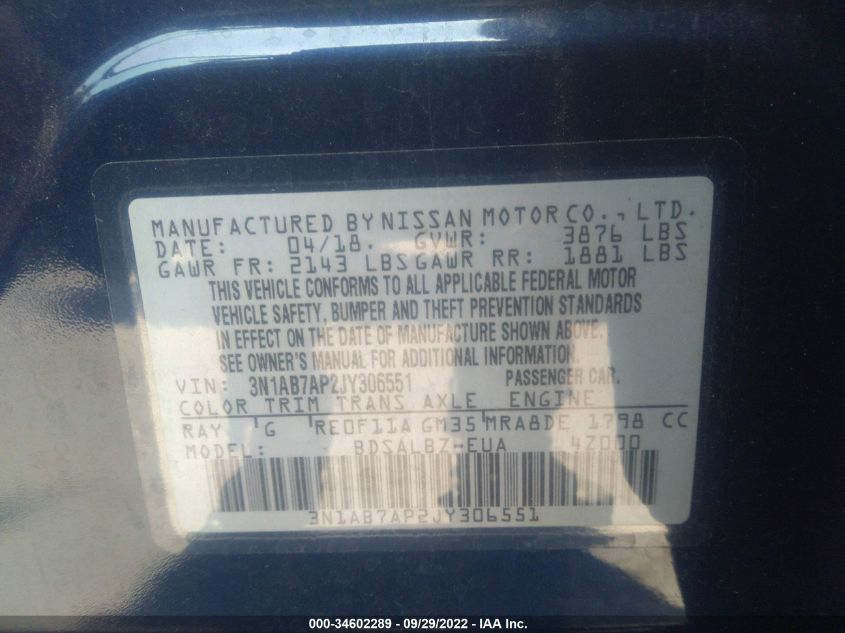 MANUFACTURED BY NISSAN MOTOR CO., LTD.
DATE: 04/18. GVWR: 3876 LBS
GAWR FR: 2143 LBS GAWR RR: 1881 LBS
THIS VEHICLE CONFORMS TO ALL APPLICABLE FEDERAL MOTOR
VEHICLE SAFETY, BUMPER AND THEFT PREVENTION STANDARDS
IN EFFECT ON THE DATE OF MANUFACTURE SHOWN ABOVE.
SEE OWNER'S MANUAL FOR ADDITIONAL INFORMATION.
VIN: 3N1AB7AP2JY306551 PASSENGER CAR.
COLOR TRIM TRANS AXLE ENGINE
RAY G RE0F11A GM35 MRA8DE 1798 CC
MODEL: BDSALBZ-EUA 4Z000
3N1AB7AP2JY306551
000-34602289 - 09/29/2022 - IAA Inc.